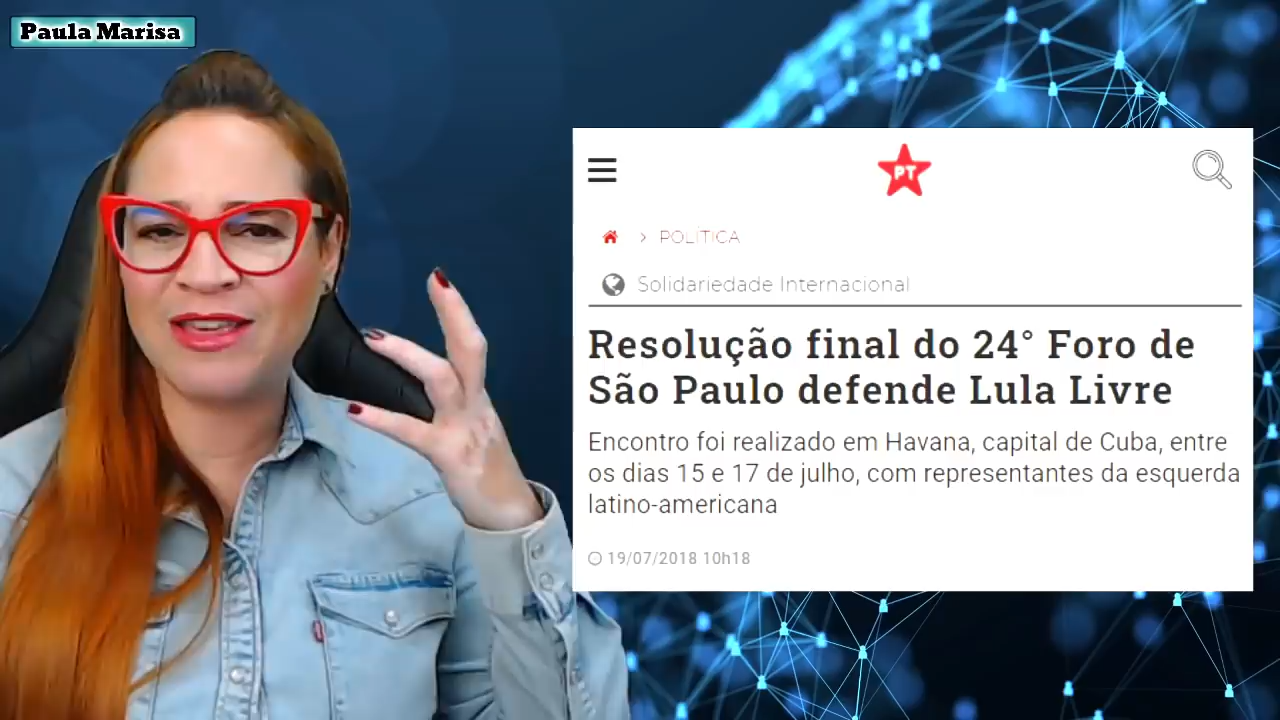 Paula Marisa
PT
POLÍTICA
Solidariedade Internacional
Resolução final do 24° Foro de
São Paulo defende Lula Livre
Encontro foi realizado em Havana, capital de Cuba, entre
os dias 15 e 17 de julho, com representantes da esquerda
latino-americana
19/07/2018 10h18